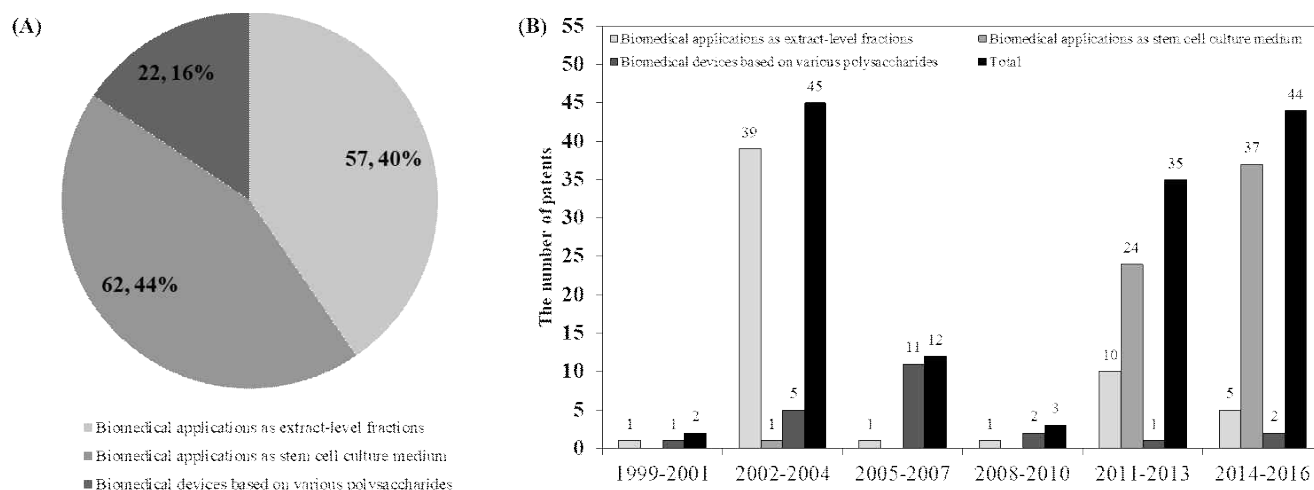 (A)
22, 16%
57, 40%
62, 44%
Biomedical applications as extract-level fractions
Biomedical applications as stem cell culture medium
Biomedical devices based on various polysaccharides
(B)
The number of patents
55
50
45
40
35
30
25
20
15
10
5
0
Biomedical applications as extract-level fractions
Biomedical applications as stem cell culture medium
Biomedical devices based on various polysaccharides
Total
1 1 2
39 1 5 45
1 11 12
1 2 3
10 24 1 35
5 37 2 44
1999-2001 2002-2004 2005-2007 2008-2010 2011-2013 2014-2016